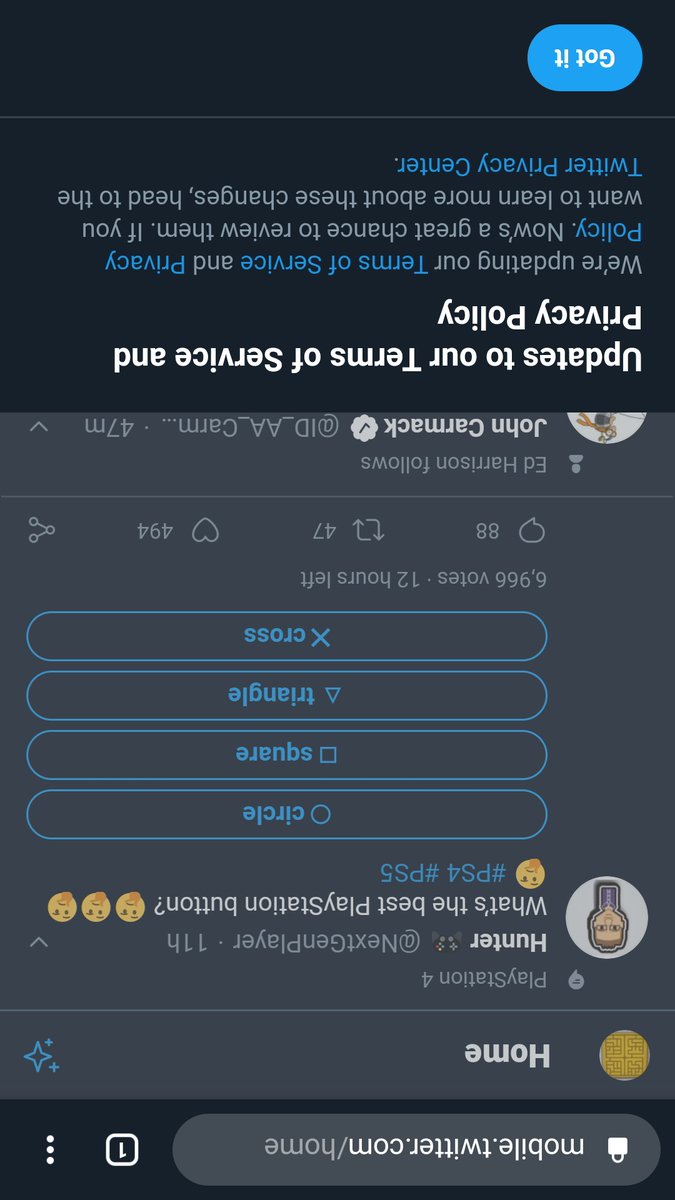 mobile.twitter.com/home
1
Home
PlayStation 4
Hunter @NextGenPlayer · 11h
What's the best PlayStation button?
#PS4 #PS5
circle
square
triangle
cross
6,966 votes · 12 hours left
88 47 494
Ed Harrison follows
John Carmack @ID_AA_Carm... · 47m
Updates to our Terms of Service and
Privacy Policy
We're updating our Terms of Service and Privacy
Policy. Now's a great chance to review them. If you
want to learn more about these changes, head to the
Twitter Privacy Center.
Got it